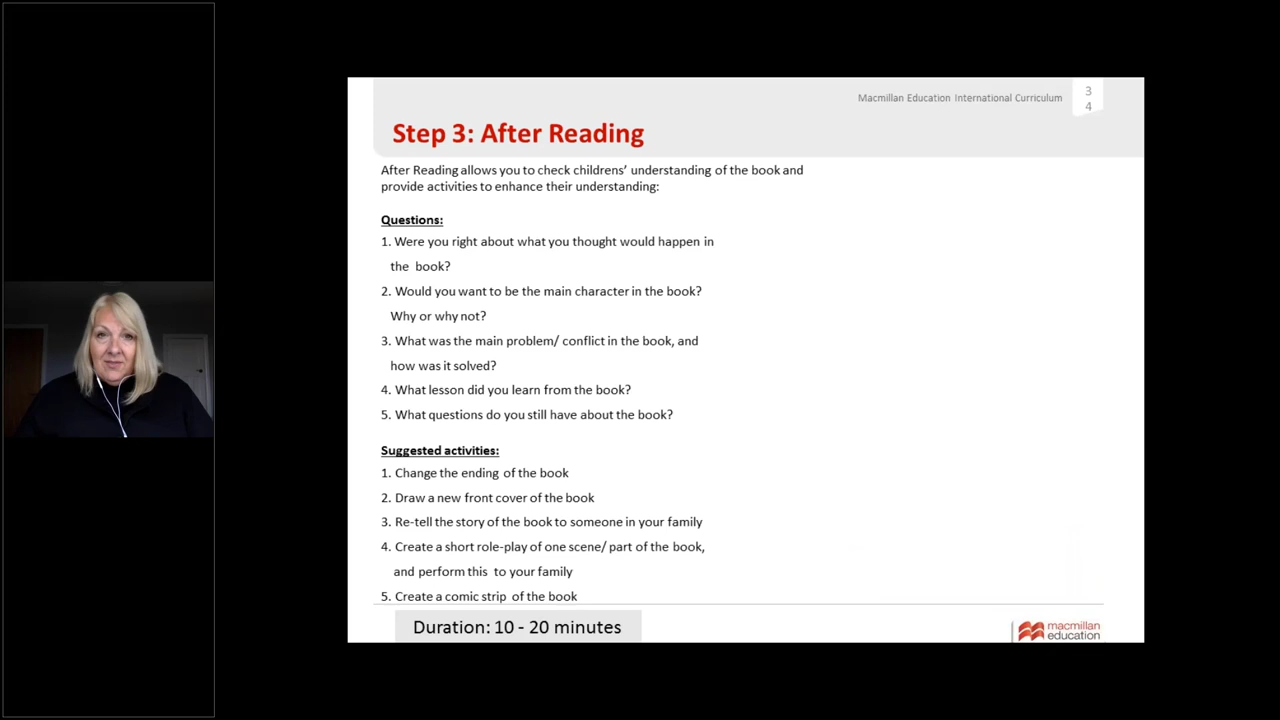 Macmillan Education International Curriculum
3
4
Step 3: After Reading
After Reading allows you to check childrens’ understanding of the book and
provide activities to enhance their understanding:
Questions:
1. Were you right about what you thought would happen in
the book?
2. Would you want to be the main character in the book?
Why or why not?
3. What was the main problem/ conflict in the book, and
how was it solved?
4. What lesson did you learn from the book?
5. What questions do you still have about the book?
Suggested activities:
1. Change the ending of the book
2. Draw a new front cover of the book
3. Re-tell the story of the book to someone in your family
4. Create a short role-play of one scene/ part of the book,
and perform this to your family
5. Create a comic strip of the book
Duration: 10 - 20 minutes
macmillan
education